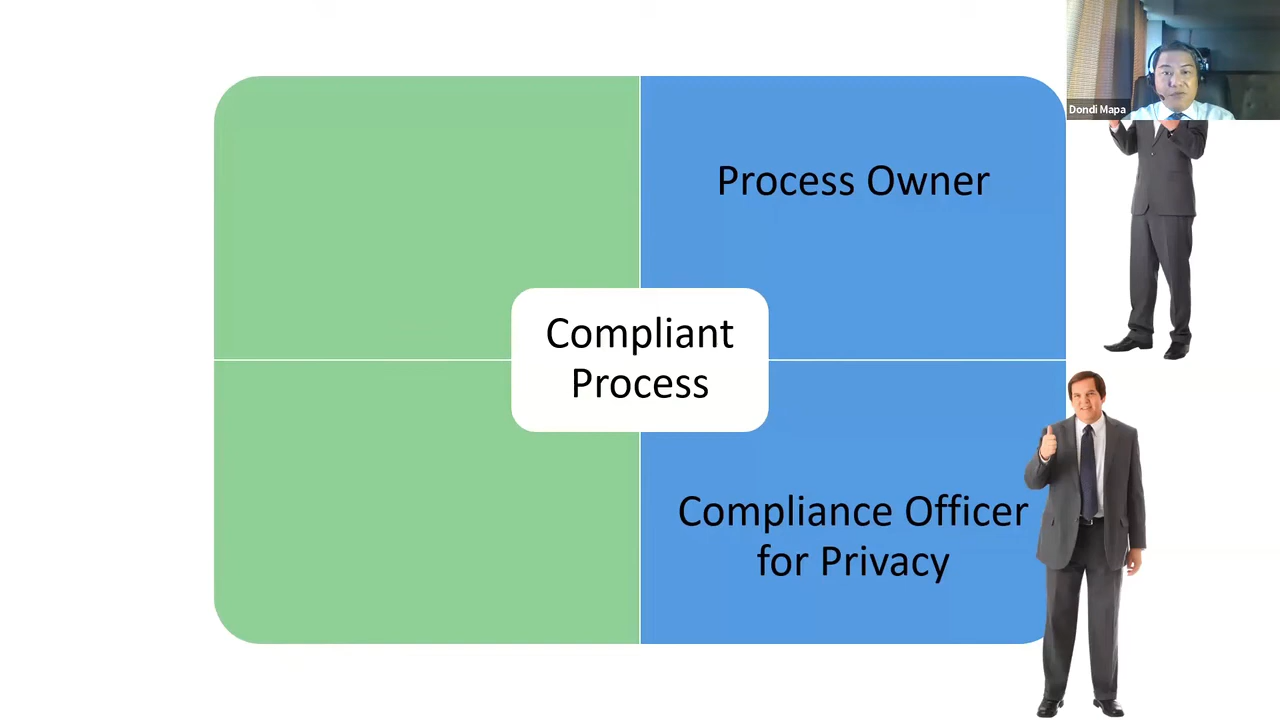 Dondi Mapa
Process Owner
Compliant
Process
Compliance Officer
for Privacy